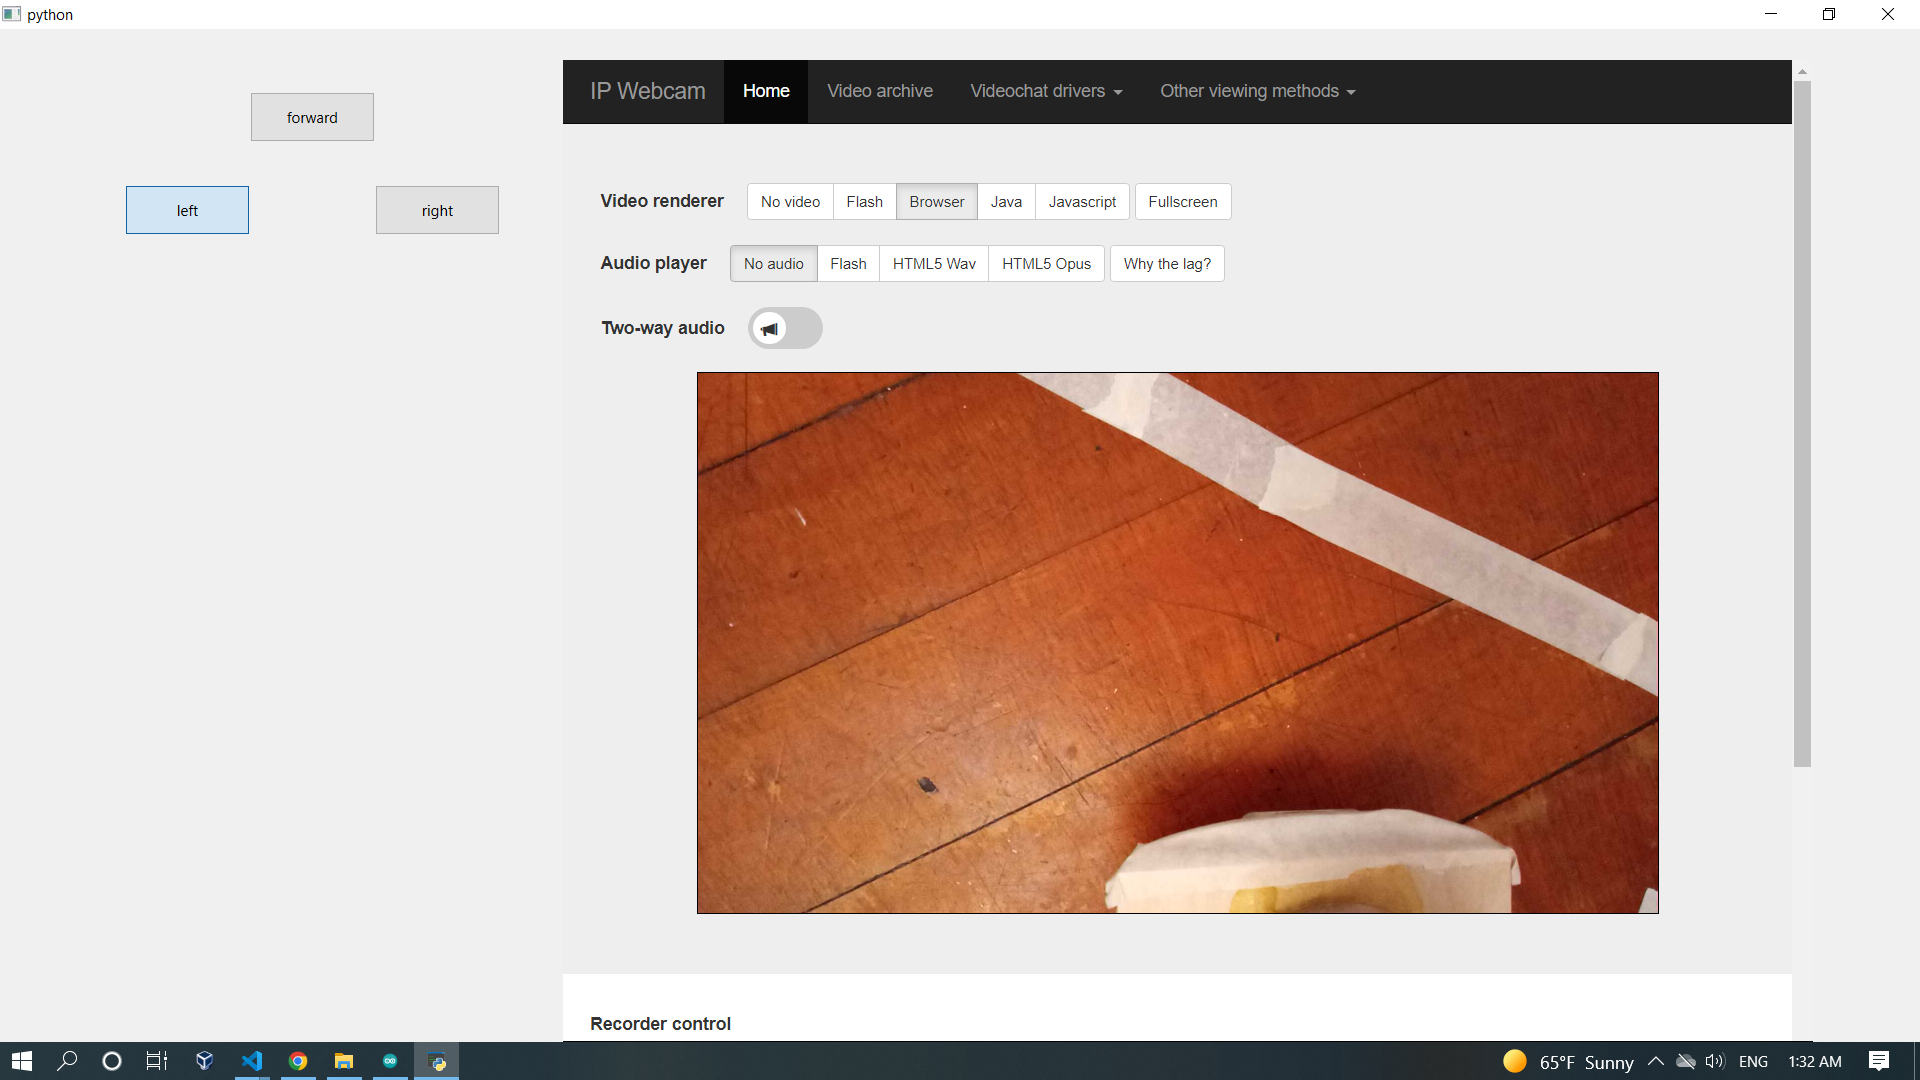 python
forward
left
right
IP Webcam Home Video archive Videochat drivers Other viewing methods
Video renderer No video Flash Browser Java Javascript Fullscreen
Audio player No audio Flash HTML5 Wav HTML5 Opus Why the lag?
Two-way audio
Recorder control
65°F Sunny ENG 1:32 AM